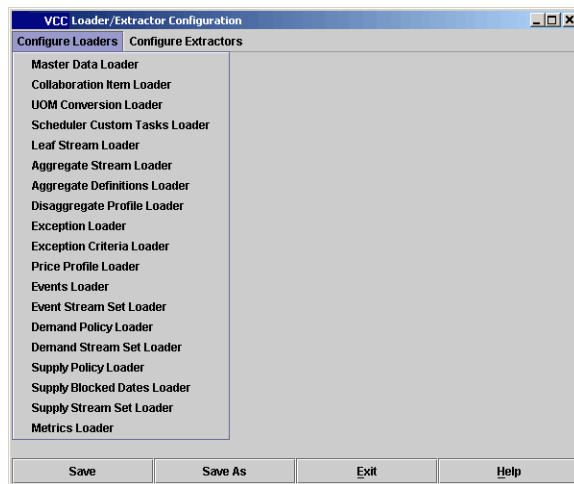 VCC Loader/Extractor Configuration
Configure Loaders Configure Extractors
Master Data Loader
Collaboration Item Loader
UOM Conversion Loader
Scheduler Custom Tasks Loader
Leaf Stream Loader
Aggregate Stream Loader
Aggregate Definitions Loader
Disaggregate Profile Loader
Exception Loader
Exception Criteria Loader
Price Profile Loader
Events Loader
Event Stream Set Loader
Demand Policy Loader
Demand Stream Set Loader
Supply Policy Loader
Supply Blocked Dates Loader
Supply Stream Set Loader
Metrics Loader
Save Save As Exit Help